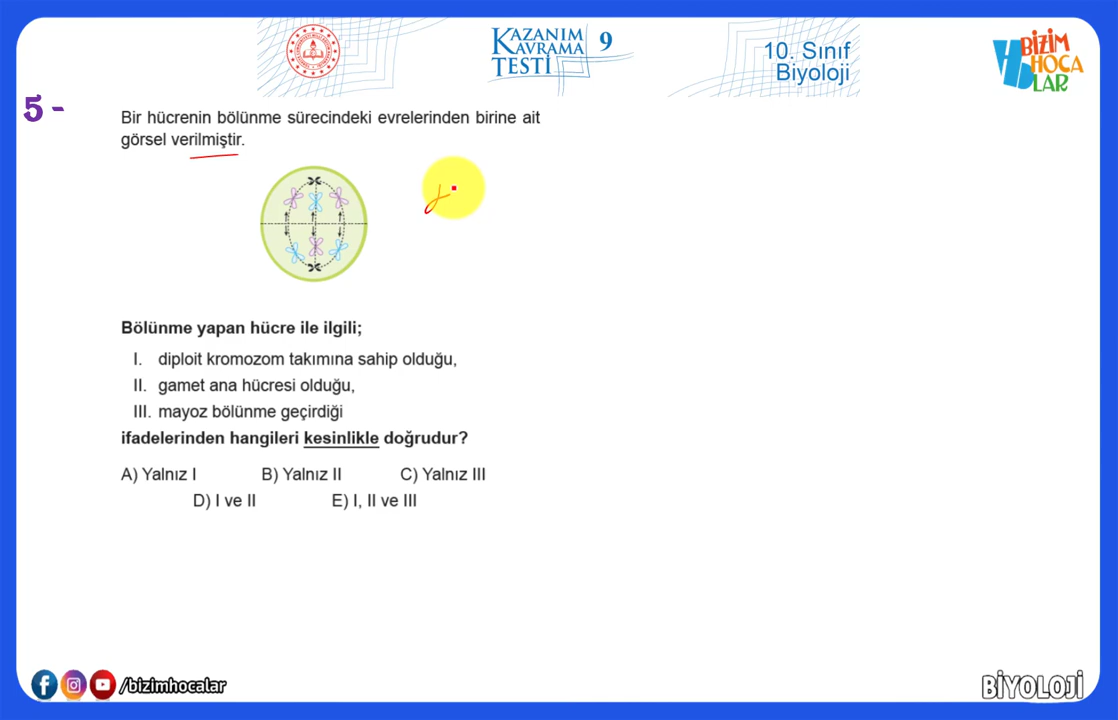 KAZANIM
KAVRAMA
TESTİ
9
10. Sınıf
Biyoloji
BİZİM
HOCA
LAR
5 -
Bir hücrenin bölünme sürecindeki evrelerinden birine ait
görsel verilmiştir.
Bölünme yapan hücre ile ilgili;
I. diploit kromozom takımına sahip olduğu,
II. gamet ana hücresi olduğu,
III. mayoz bölünme geçirdiği
ifadelerinden hangileri kesinlikle doğrudur?
A) Yalnız I B) Yalnız II C) Yalnız III
D) I ve II E) I, II ve III
/bizimhocalar
BİYOLOJİ